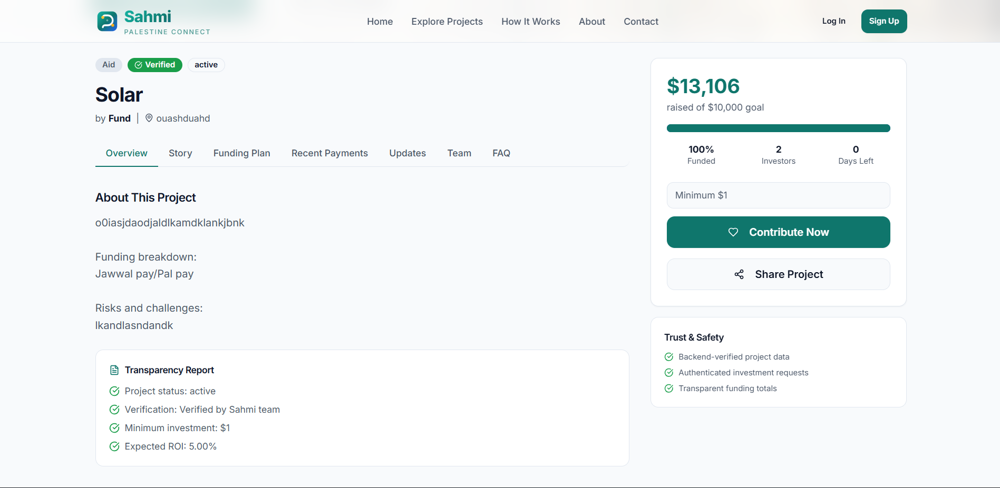 Sahmi
PALESTINE CONNECT
Home
Explore Projects
How It Works
About
Contact
Log In
Sign Up
Aid
Verified
active
Solar
by Fund | ouashduahd
Overview
Story
Funding Plan
Recent Payments
Updates
Team
FAQ
About This Project
o0iasjdaodjaldlkamdklankjbnk
Funding breakdown:
Jawwal pay/Pal pay
Risks and challenges:
lkandlasndandk
Transparency Report
Project status: active
Verification: Verified by Sahmi team
Minimum investment: $1
Expected ROI: 5.00%
$13,106
raised of $10,000 goal
100%
Funded
2
Investors
0
Days Left
Minimum $1
Contribute Now
Share Project
Trust & Safety
Backend-verified project data
Authenticated investment requests
Transparent funding totals